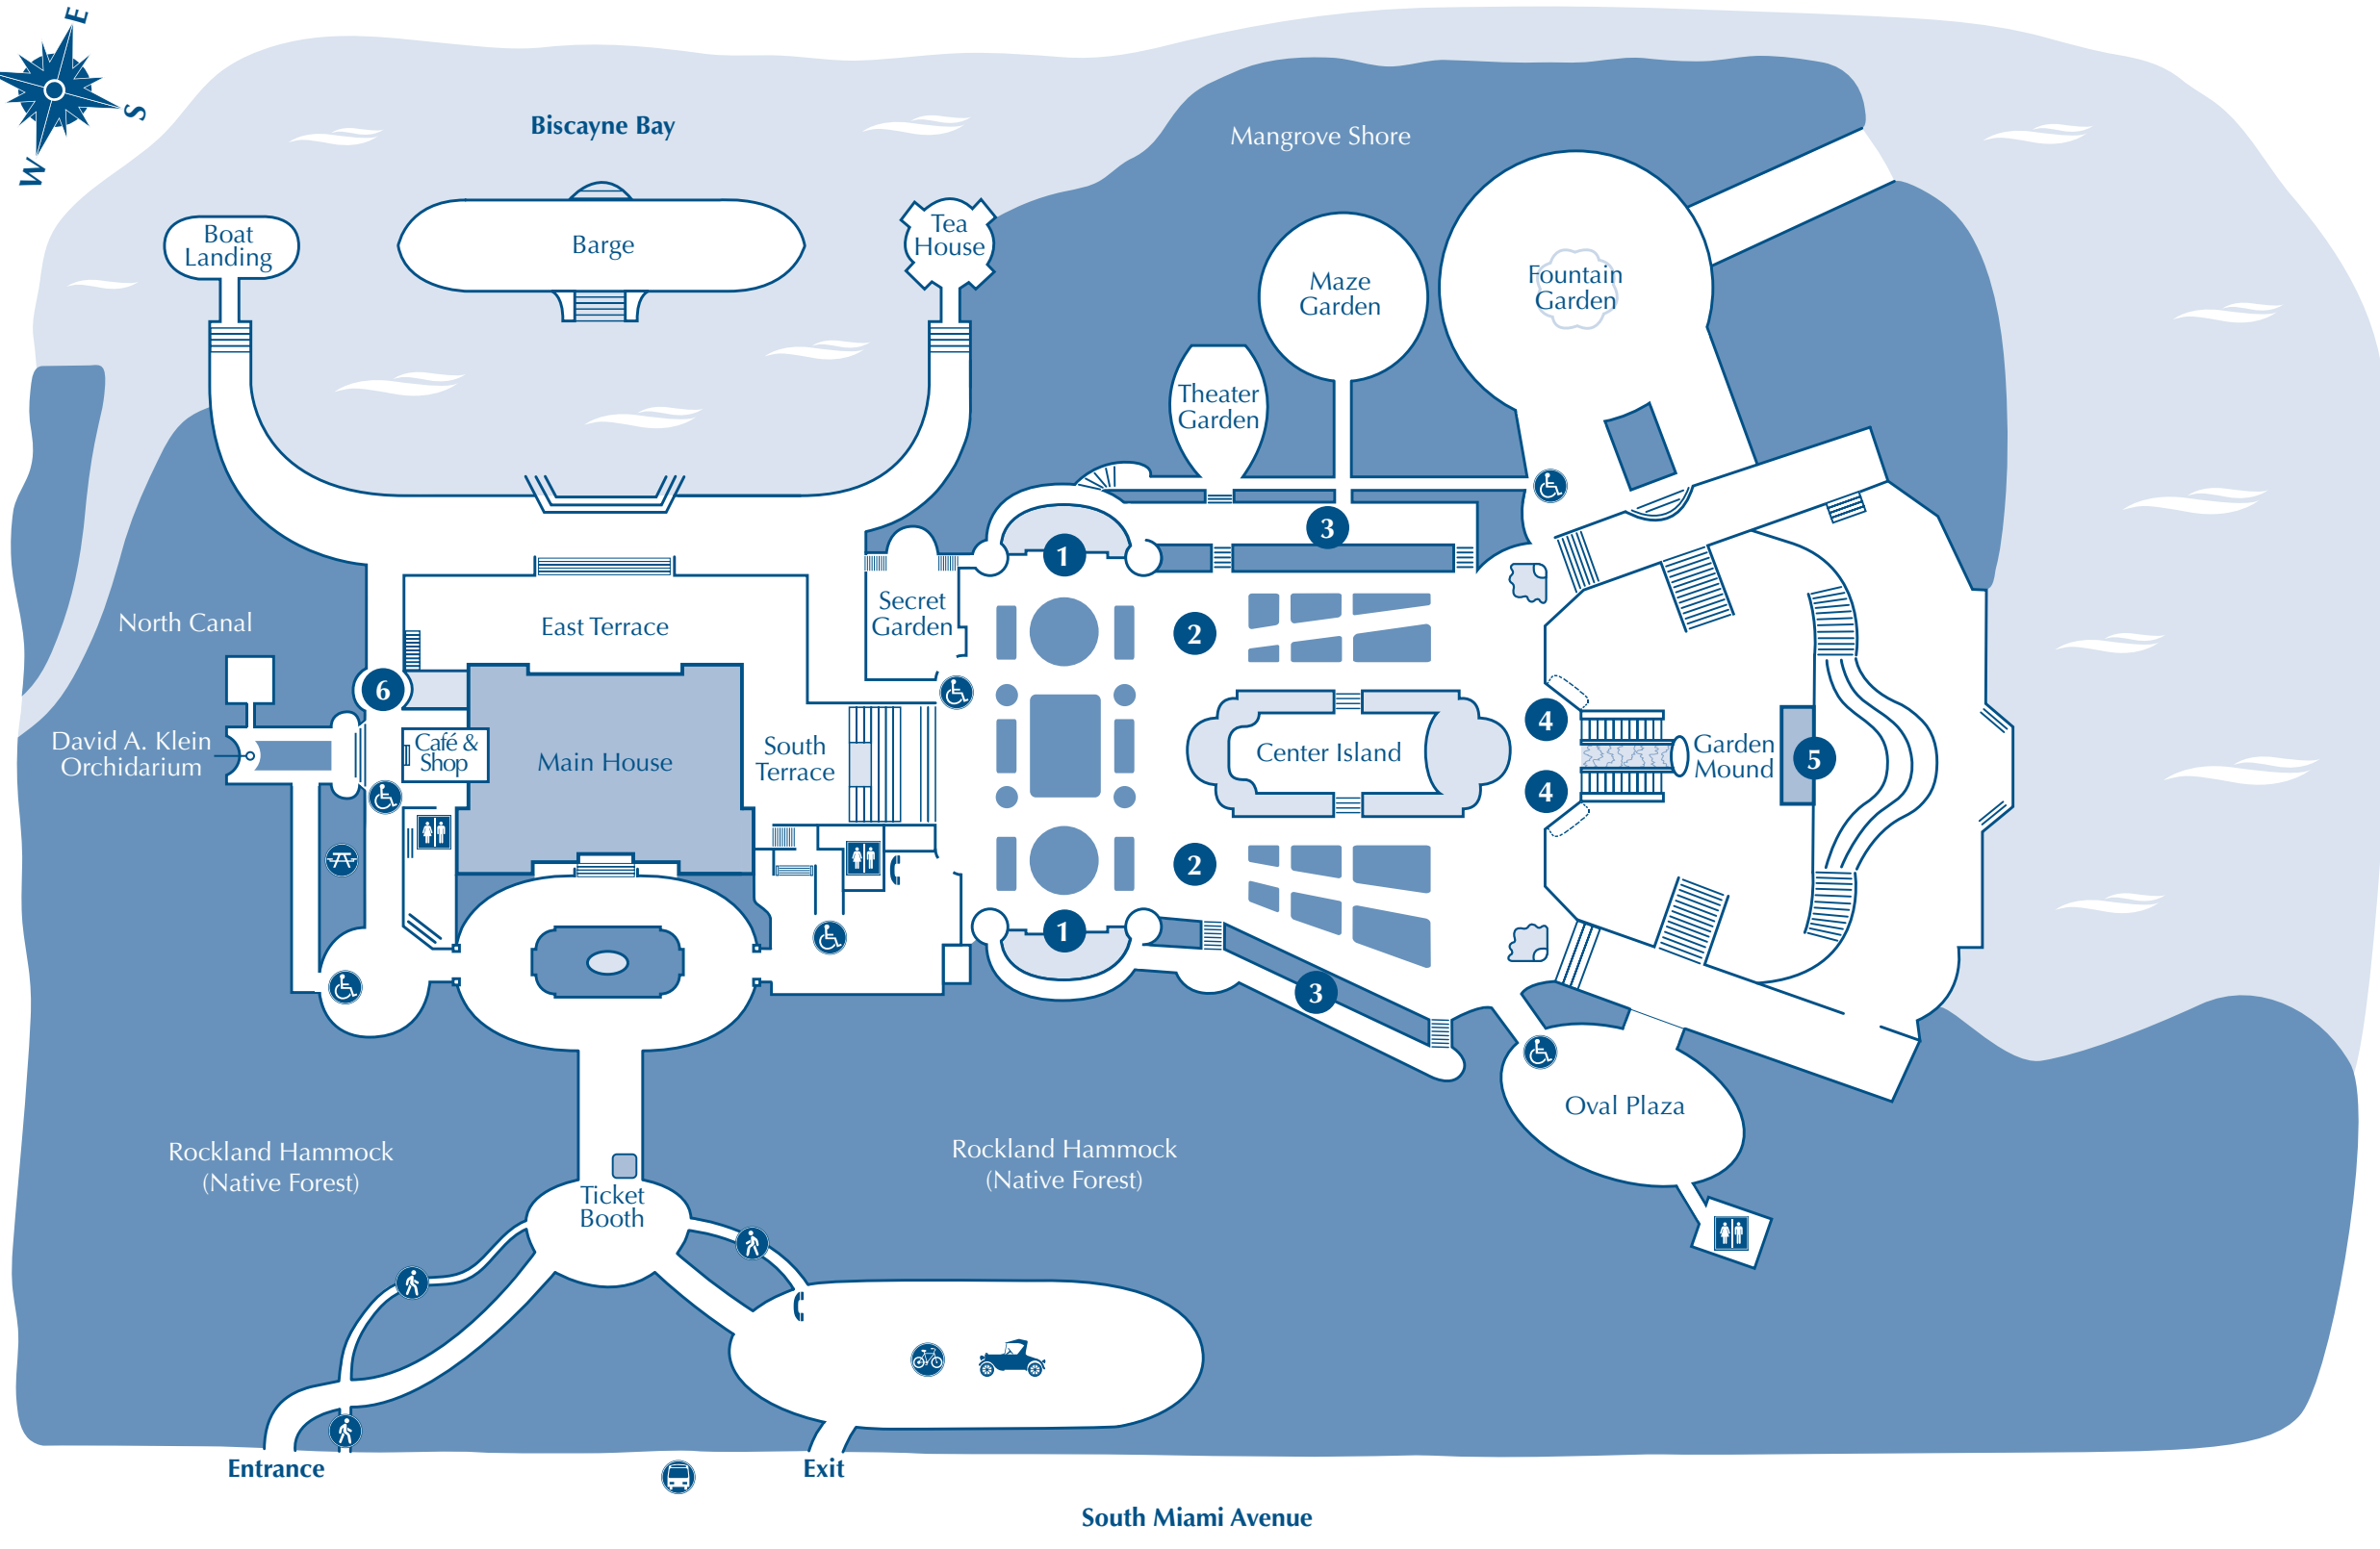 E
S
W
Biscayne Bay
Mangrove Shore
Boat
Landing
Barge
Tea
House
Maze
Garden
Fountain
Garden
Theater
Garden
3
1
North Canal
East Terrace
Secret
Garden
2
6
4
David A. Klein
Orchidarium
Café &
Shop
Main House
South
Terrace
Center Island
Garden
Mound
5
4
2
1
3
Oval Plaza
Rockland Hammock
(Native Forest)
Rockland Hammock
(Native Forest)
Ticket
Booth
Entrance
Exit
South Miami Avenue